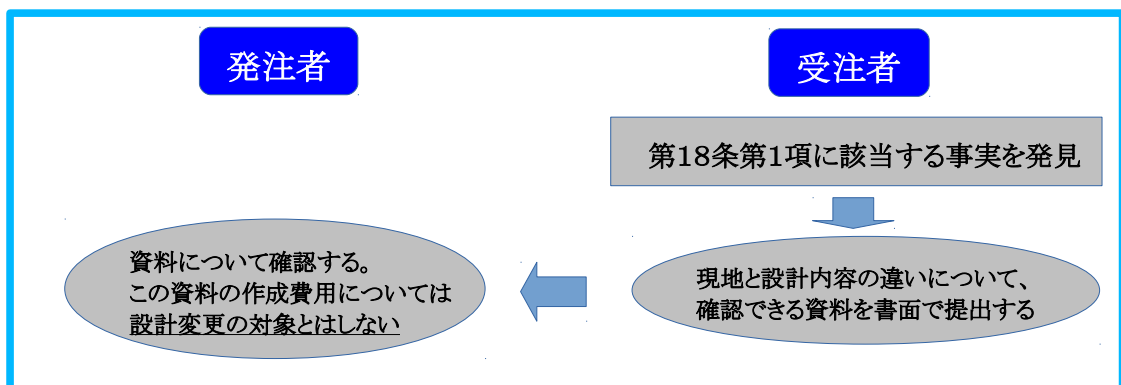 発注者
受注者
第18条第1項に該当する事実を発見
現地と設計内容の違いについて、
確認できる資料を書面で提出する
資料について確認する。
この資料の作成費用については
設計変更の対象とはしない